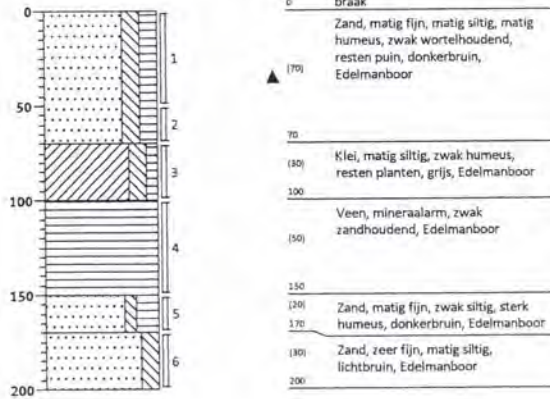 0 braak
0
Zand, matig fijn, matig siltig, matig
humeus, zwak wortelhoudend,
resten puin, donkerbruin,
Edelmanboor
(70)
1
50
2
70
3
(30)
Klei, matig siltig, zwak humeus,
resten planten, grijs, Edelmanboor
100
100
Veen, mineraalarm, zwak
zandhoudend, Edelmanboor
(50)
4
150
150
5
(20)
Zand, matig fijn, zwak siltig, sterk
humeus, donkerbruin, Edelmanboor
170
6
(30)
Zand, zeer fijn, matig siltig,
lichtbruin, Edelmanboor
200
200